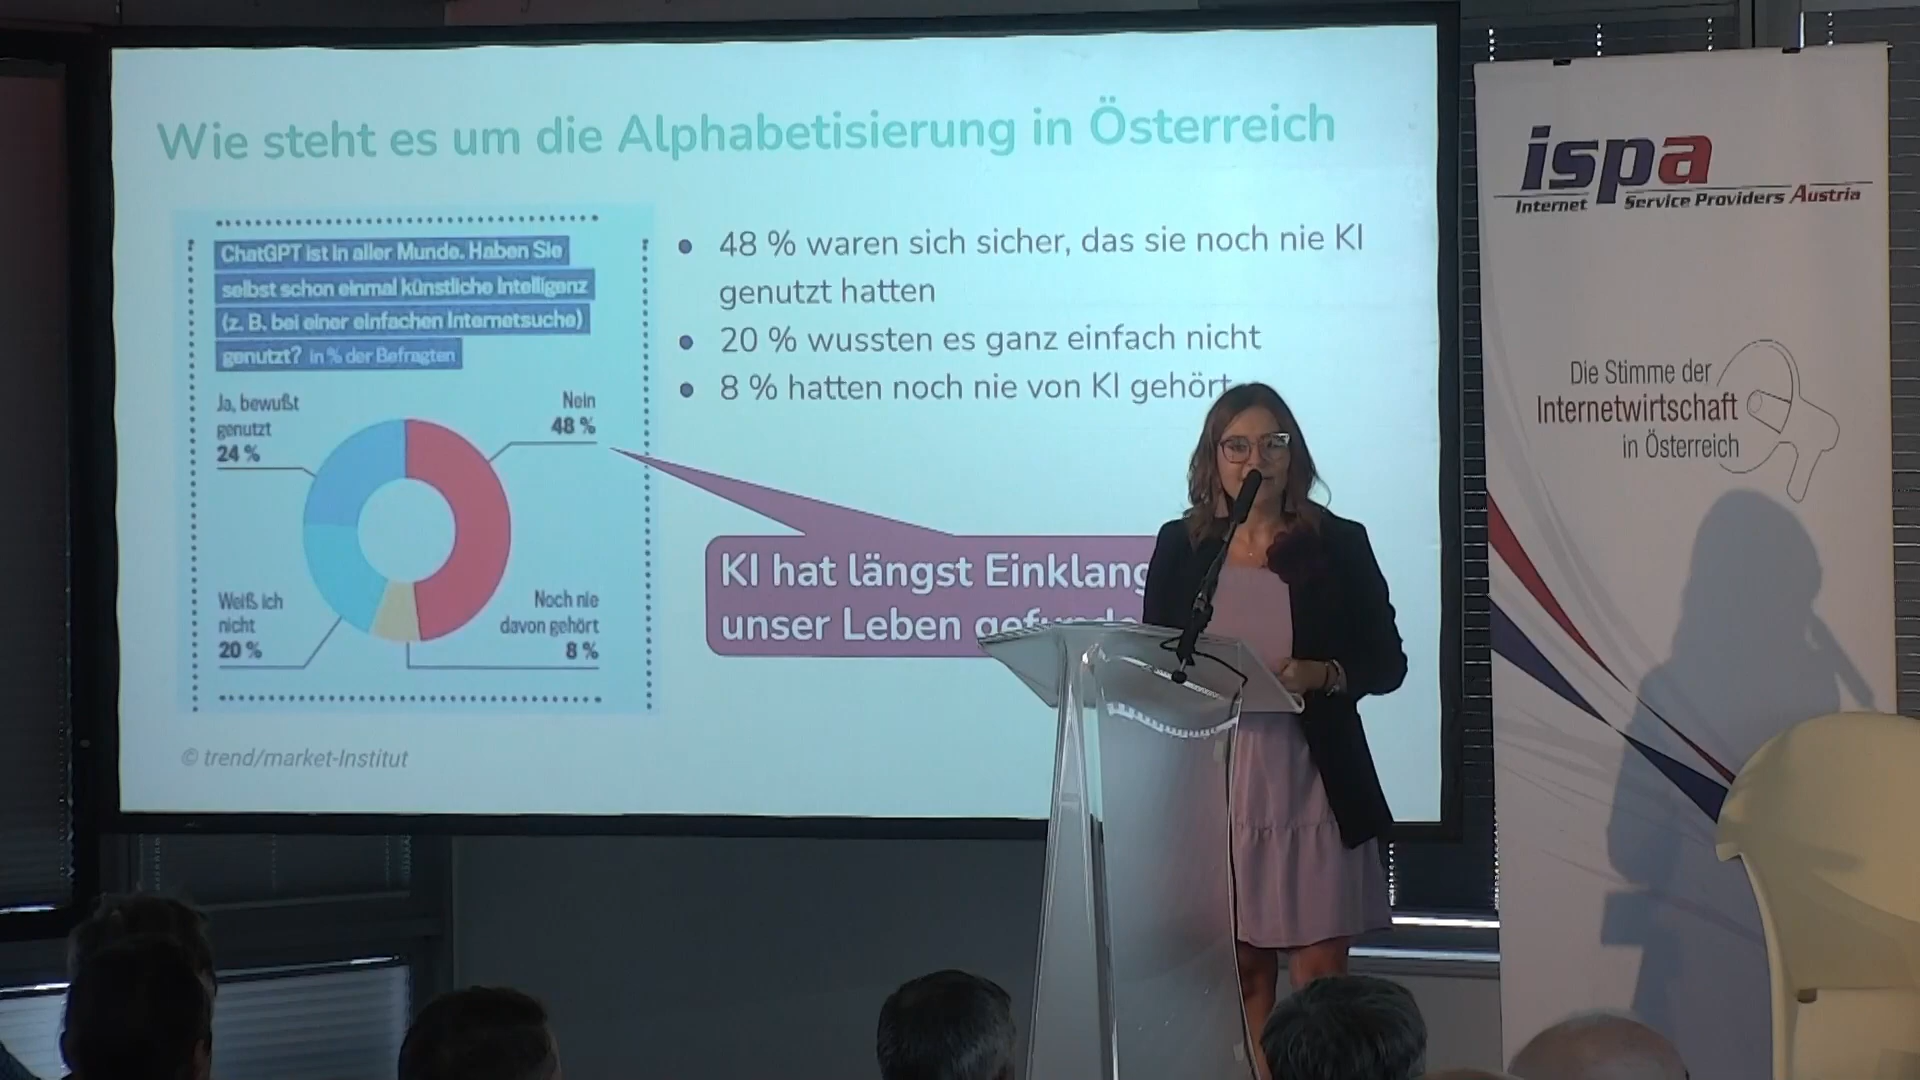 Wie steht es um die Alphabetisierung in Österreich
ChatGPT ist in aller Munde. Haben Sie
selbst schon einmal künstliche Intelligenz
(z. B. bei einer einfachen Internetsuche)
genutzt? in % der Befragten
Ja, bewußt
genutzt
24 %
Nein
48 %
Weiß ich
nicht
20 %
Noch nie
davon gehört
8 %
© trend/market-Institut
● 48 % waren sich sicher, das sie noch nie KI
genutzt hatten
● 20 % wussten es ganz einfach nicht
● 8 % hatten noch nie von KI gehört
KI hat längst Einklang
unser Leben
ispa
Internet Service Providers Austria
Die Stimme der
Internetwirtschaft
in Österreich